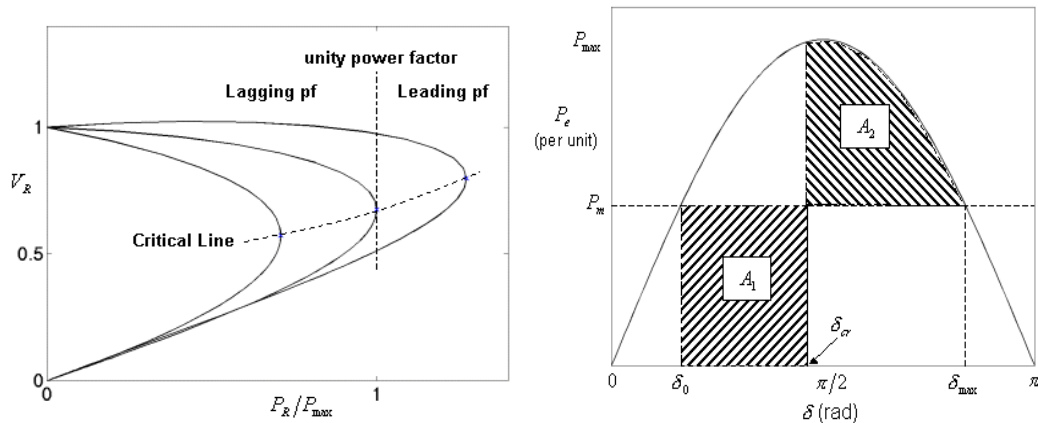 unity power factor
Lagging pf
Leading pf
1
V_R
Critical Line
0.5
0
0
1
P_R/P_max
P_max
P_e
(per unit)
A_2
P_m
A_1
δ_cr
0
δ_0
π/2
δ_max
π
δ (rad)